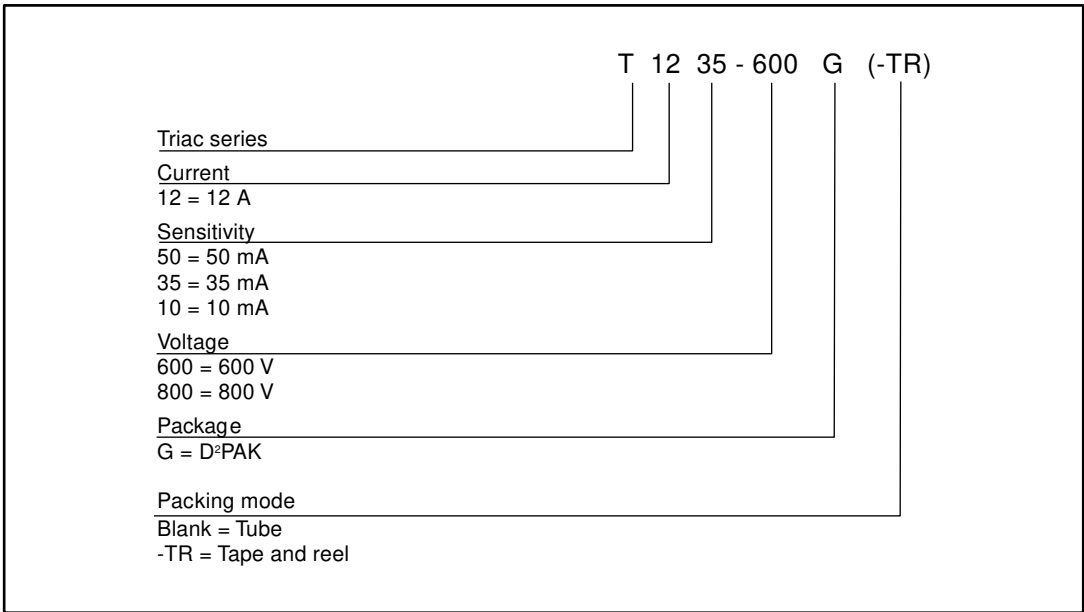 T 12 35 - 600 G (-TR)
Triac series
Current
12 = 12 A
Sensitivity
50 = 50 mA
35 = 35 mA
10 = 10 mA
Voltage
600 = 600 V
800 = 800 V
Package
G = D²PAK
Packing mode
Blank = Tube
-TR = Tape and reel